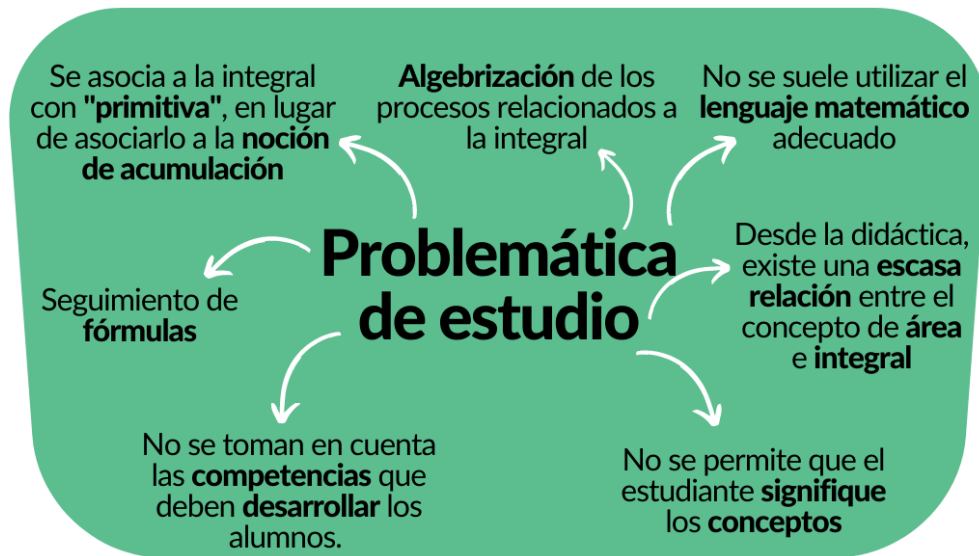 Se asocia a la integral
con "primitiva", en lugar
de asociarlo a la noción
de acumulación
Algebrización de los
procesos relacionados a
la integral
No se suele utilizar el
lenguaje matemático
adecuado
Problemática
de estudio
Seguimiento de
fórmulas
Desde la didáctica,
existe una escasa
relación entre el
concepto de área
e integral
No se toman en cuenta
las competencias que
deben desarrollar los
alumnos.
No se permite que el
estudiante signifique
los conceptos